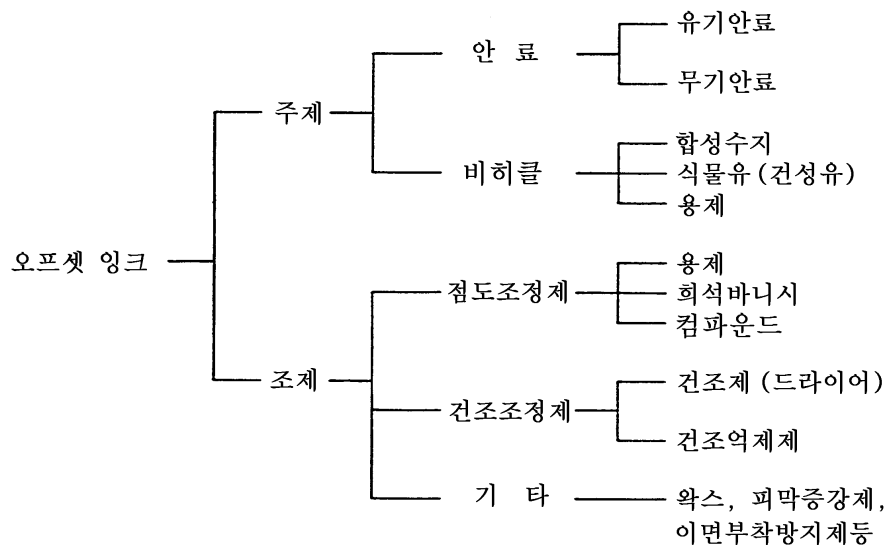 유기안료
안 료
무기안료
주제
합성수지
비히클
식물유 (건성유)
용제
오프셋 잉크
용제
점도조정제
희석바니시
컴파운드
조제
건조제 (드라이어)
건조조정제
건조억제제
기 타
왁스, 피막증강제,
이면부착방지제등